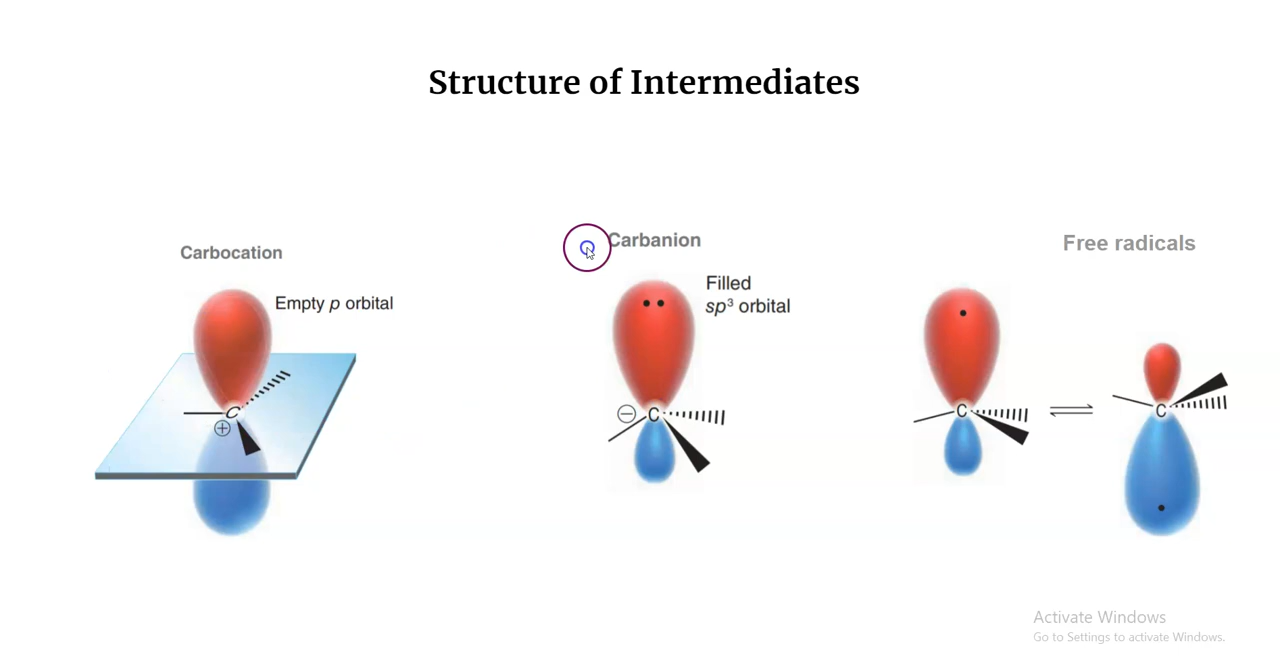 Structure of Intermediates
Carbocation
Empty p orbital
C
⊕
Carbanion
Filled
sp³ orbital
⊖ C
Free radicals
C
C
Activate Windows
Go to Settings to activate Windows.